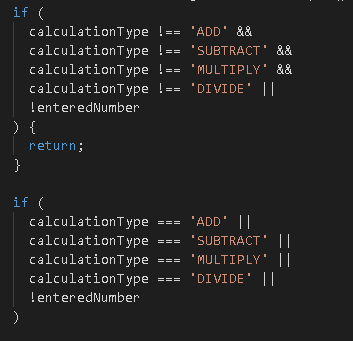 if (
  calculationType !== 'ADD' &&
  calculationType !== 'SUBTRACT' &&
  calculationType !== 'MULTIPLY' &&
  calculationType !== 'DIVIDE' ||
  !enteredNumber
) {
  return;
}
if (
  calculationType === 'ADD' ||
  calculationType === 'SUBTRACT' ||
  calculationType === 'MULTIPLY' ||
  calculationType === 'DIVIDE' ||
  !enteredNumber
)